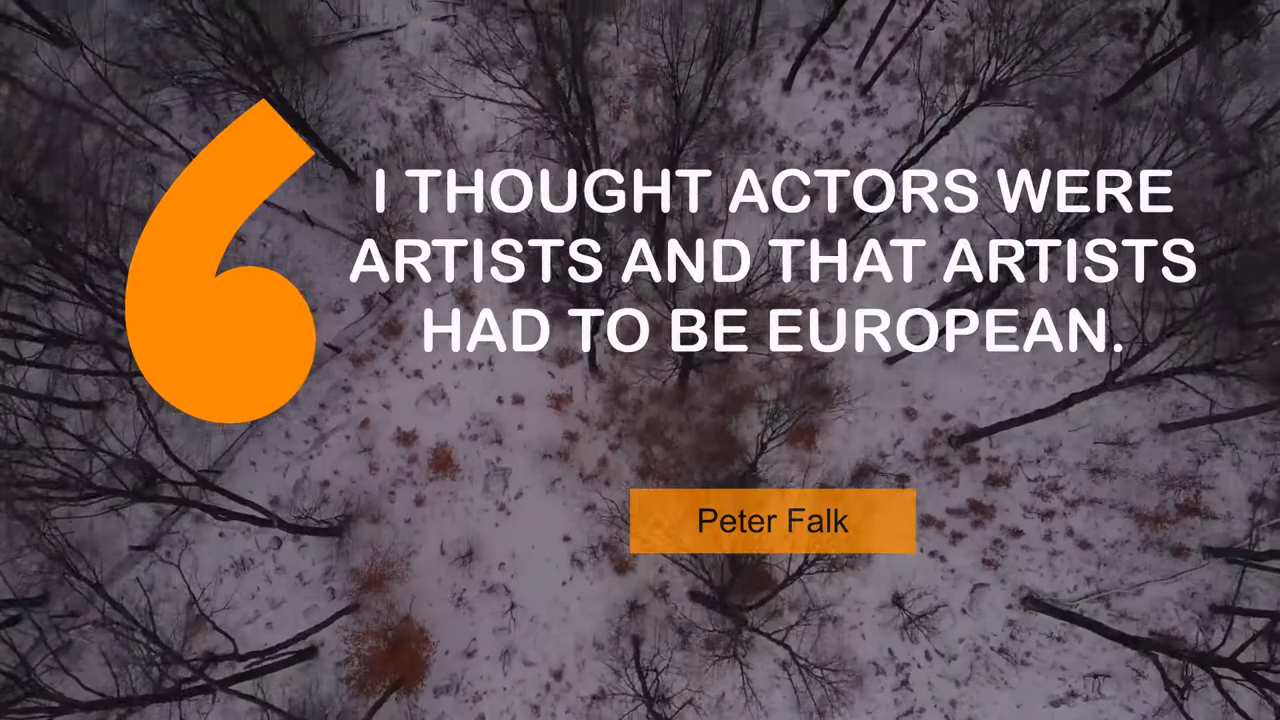 I THOUGHT ACTORS WERE
ARTISTS AND THAT ARTISTS
HAD TO BE EUROPEAN.
Peter Falk